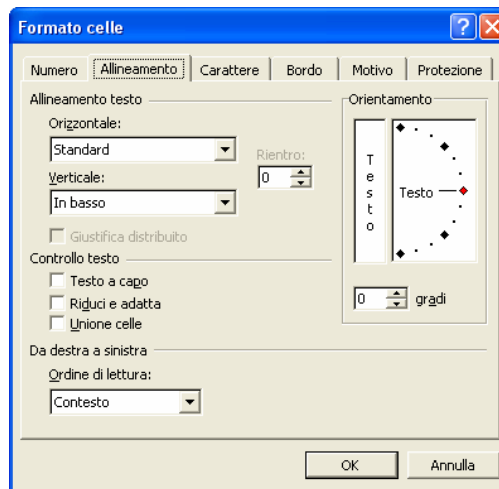 Formato celle
Numero Allineamento Carattere Bordo Motivo Protezione
Allineamento testo
Orizzontale:
Standard
Rientro:
0
Verticale:
In basso
Giustifica distribuito
Controllo testo
Testo a capo
Riduci e adatta
Unione celle
Da destra a sinistra
Ordine di lettura:
Contesto
Orientamento
Testo
Testo
0 gradi
OK Annulla